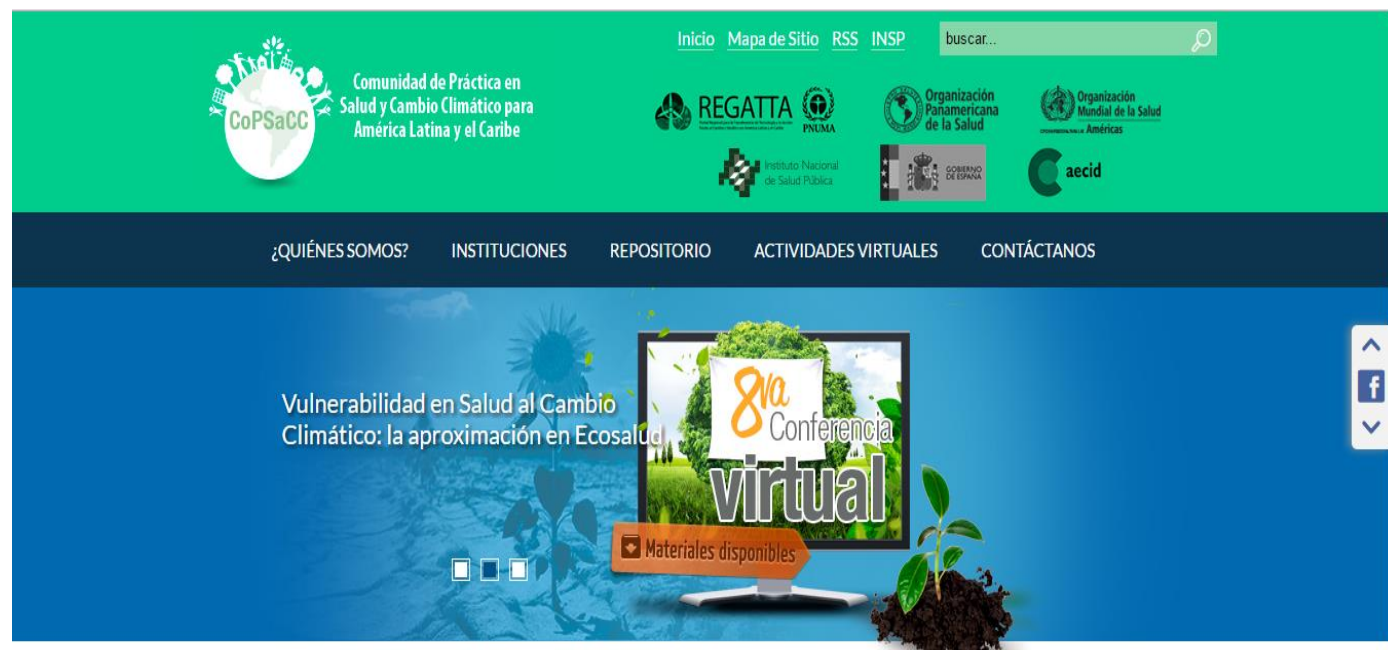 Inicio Mapa de Sitio RSS INSP buscar...
CoPSaCC
Comunidad de Práctica en
Salud y Cambio Climático para
América Latina y el Caribe
REGATTA
PNUMA
Organización
Panamericana
de la Salud
Organización
Mundial de la Salud
Américas
Instituto Nacional
de Salud Pública
GOBIERNO
DE ESPAÑA
aecid
¿QUIÉNES SOMOS? INSTITUCIONES REPOSITORIO ACTIVIDADES VIRTUALES CONTÁCTANOS
Vulnerabilidad en Salud al Cambio
Climático: la aproximación en Ecosalud
8va
Conferencia
virtual
Materiales disponibles
f